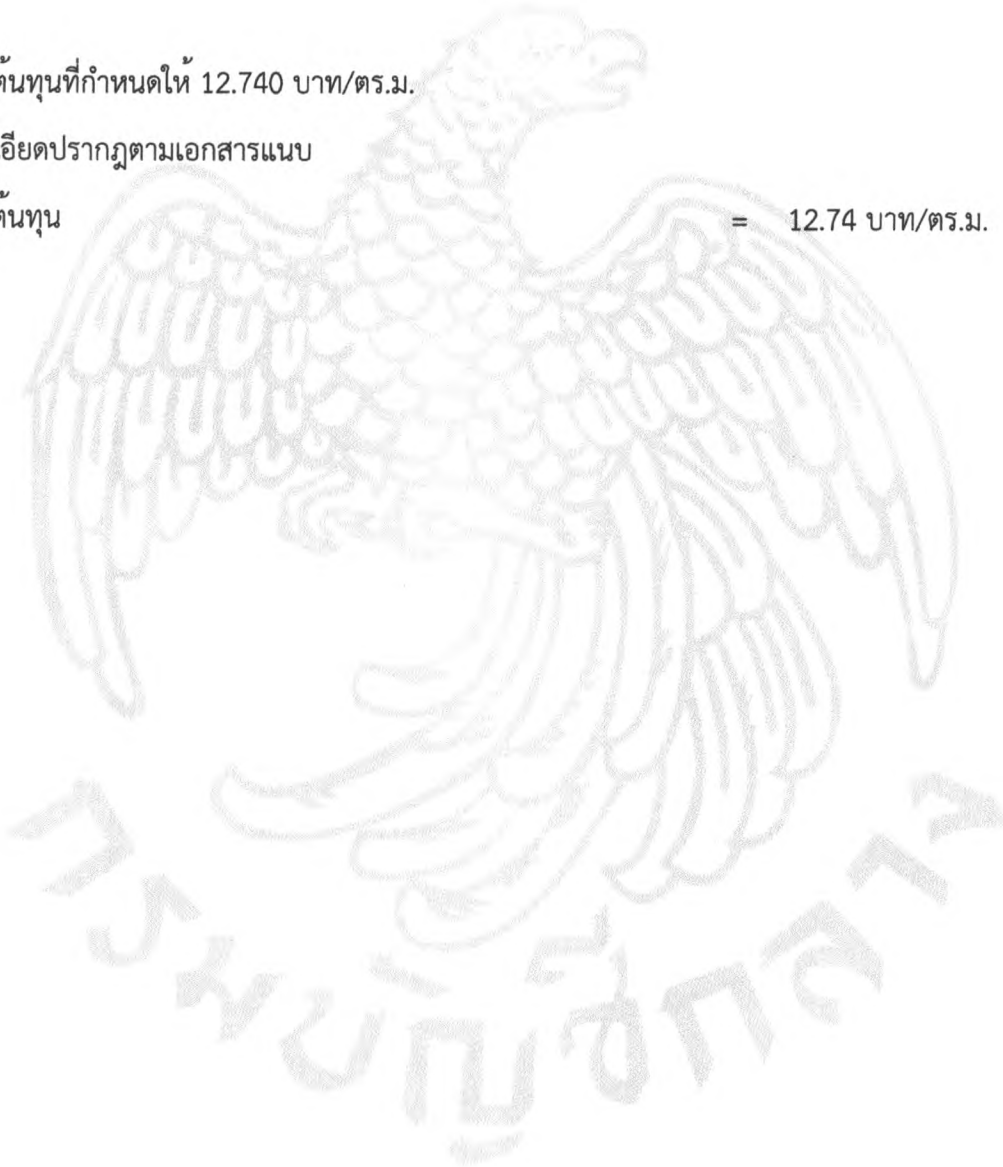 ต้นทุนที่กำหนดให้ 12.740 บาท/ตร.ม.
เอียดปรากฎตามเอกสารแนบ
ต้นทุน = 12.74 บาท/ตร.ม.
กรมบัญชีกลาง